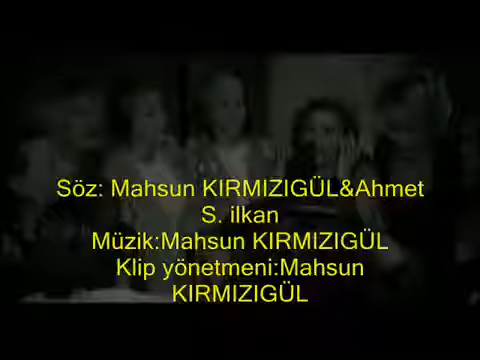 Söz: Mahsun KIRMIZIGÜL&Ahmet
S. ilkan
Müzik:Mahsun KIRMIZIGÜL
Klip yönetmeni:Mahsun
KIRMIZIGÜL